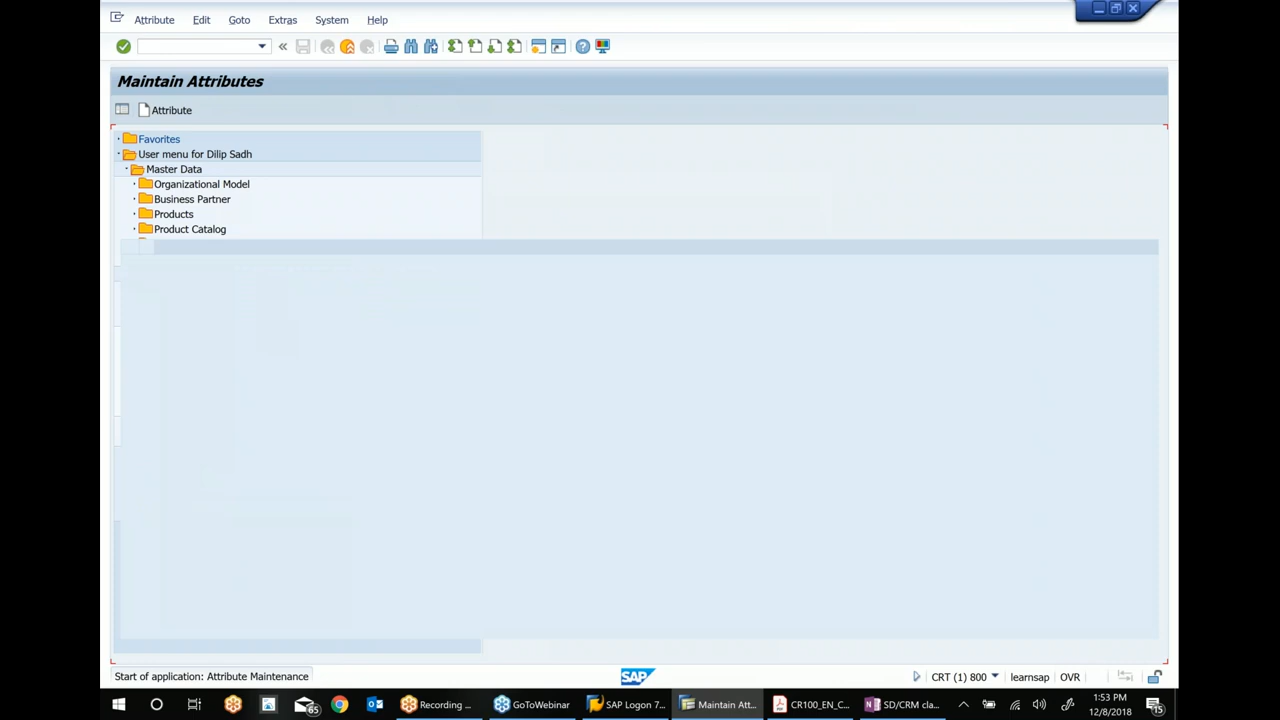 Attribute Edit Goto Extras System Help
Maintain Attributes
Attribute
Favorites
User menu for Dilip Sadh
Master Data
Organizational Model
Business Partner
Products
Product Catalog
Start of application: Attribute Maintenance
SAP
CRT (1) 800
learnsap
OVR
65
Recording ...
GoToWebinar
SAP Logon 7...
Maintain Att...
CR100_EN_C...
SD/CRM cla...
1:53 PM
12/8/2018
15